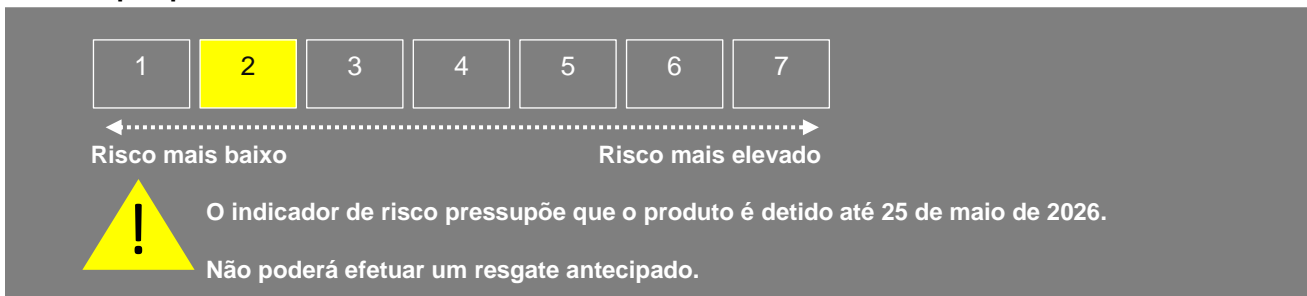 1 2 3 4 5 6 7
Risco mais baixo Risco mais elevado
! O indicador de risco pressupõe que o produto é detido até 25 de maio de 2026.
Não poderá efetuar um resgate antecipado.